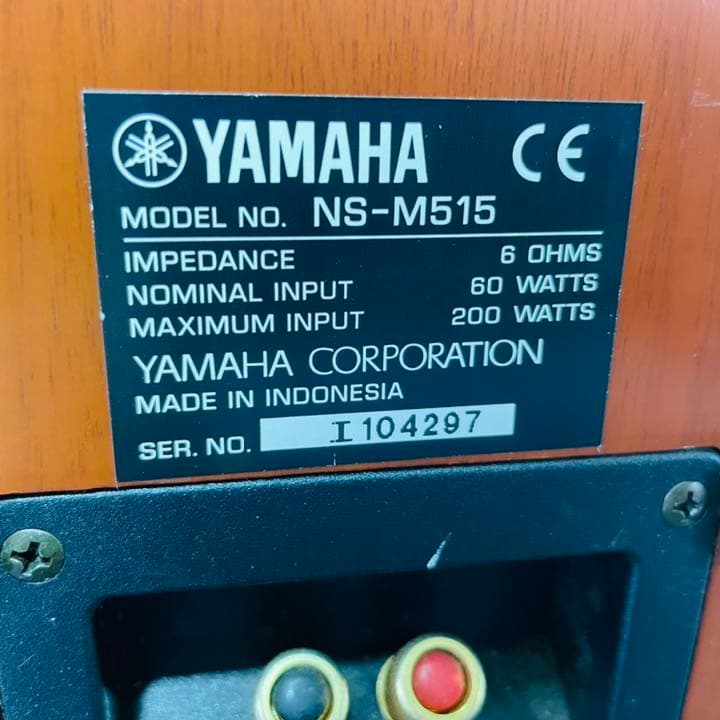 YAMAHA CE
MODEL NO. NS-M515
IMPEDANCE 6 OHMS
NOMINAL INPUT 60 WATTS
MAXIMUM INPUT 200 WATTS
YAMAHA CORPORATION
MADE IN INDONESIA
SER. NO. I104297